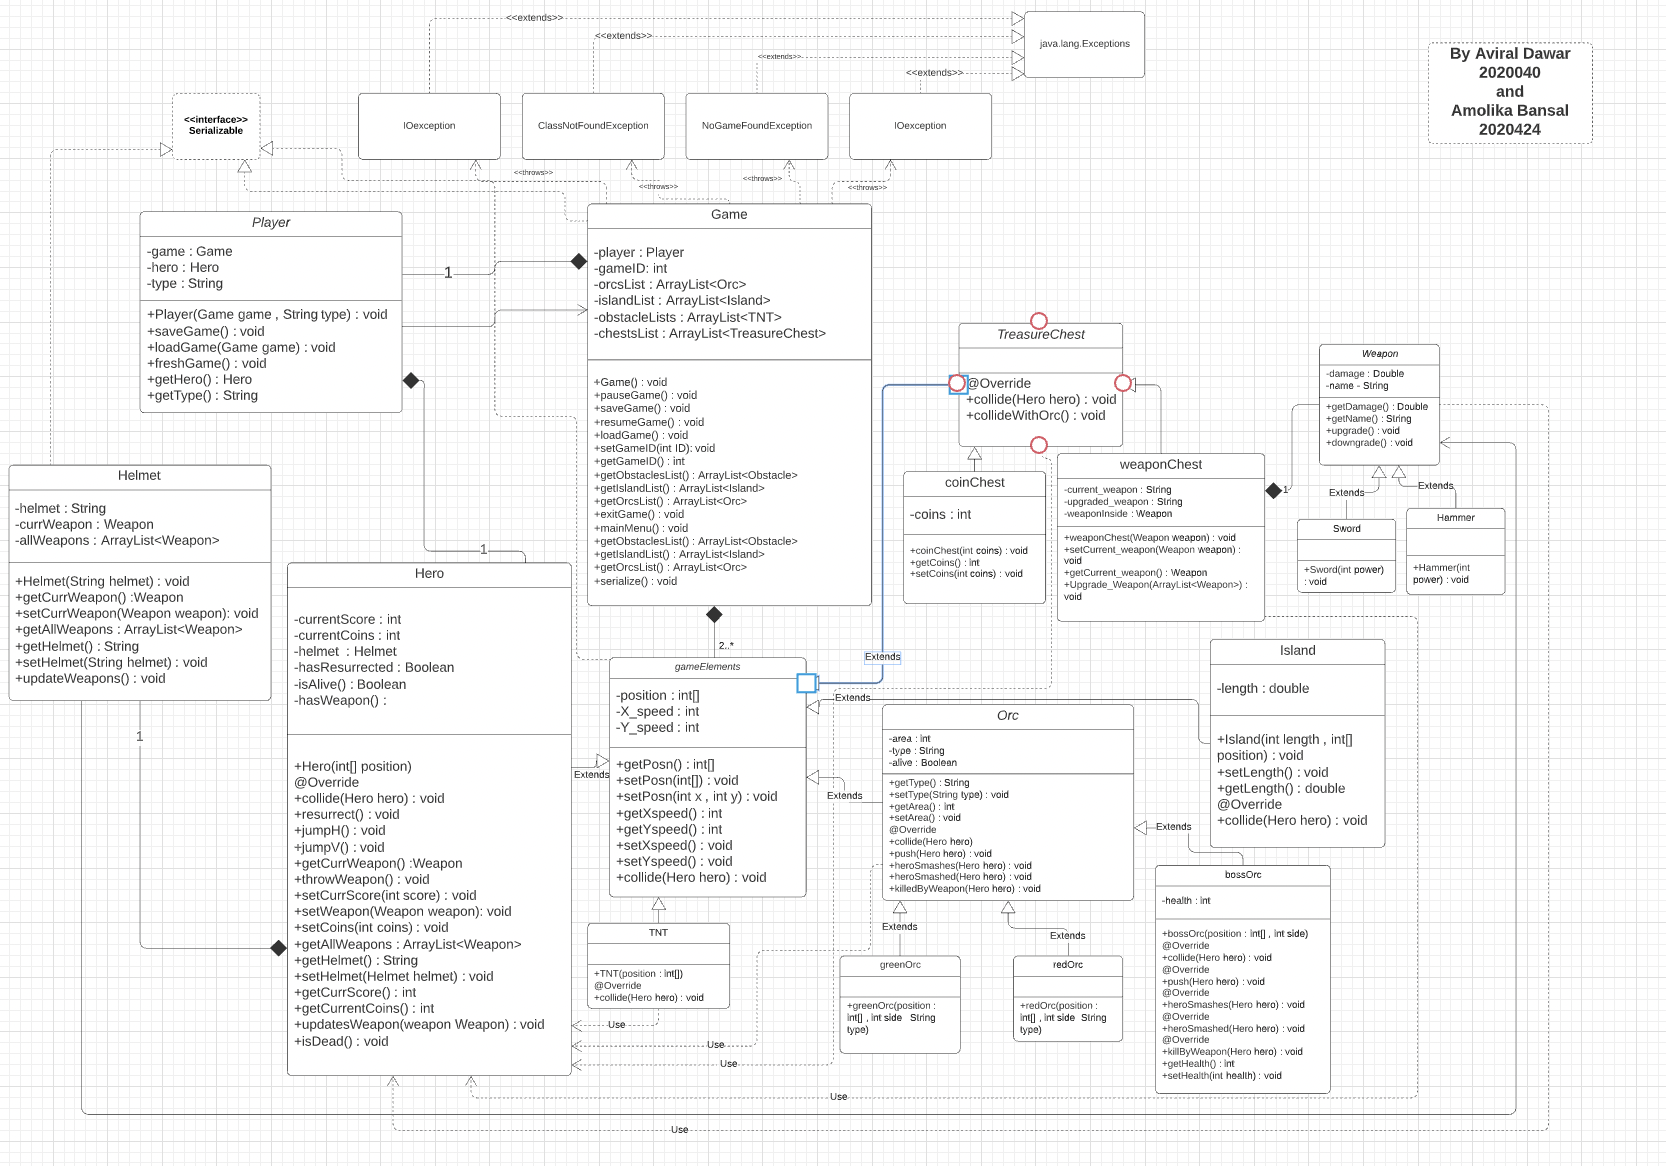 <<extends>>
<<extends>>
<<extends>>
<<extends>>
java.lang.Exceptions
By Aviral Dawar
2020040
and
Amolika Bansal
2020424
<<interface>>
Serializable
IOexception
ClassNotFoundException
NoGameFoundException
IOexception
<<throws>>
<<throws>>
<<throws>>
<<throws>>
Player
-game : Game
-hero : Hero
-type : String
+Player(Game game , String type) : void
+saveGame() : void
+loadGame(Game game) : void
+freshGame() : void
+getHero() : Hero
+getType() : String
1
Game
-player : Player
-gameID: int
-orcsList : ArrayList<Orc>
-islandList : ArrayList<Island>
-obstacleLists : ArrayList<TNT>
-chestsList : ArrayList<TreasureChest>
+Game() : void
+pauseGame() : void
+saveGame() : void
+resumeGame() : void
+loadGame() : void
+setGameID(int ID): void
+getGameID() : int
+getObstaclesList() : ArrayList<Obstacle>
+getIslandList() : ArrayList<Island>
+getOrcsList() : ArrayList<Orc>
+exitGame() : void
+mainMenu() : void
+getObstaclesList() : ArrayList<Obstacle>
+getIslandList() : ArrayList<Island>
+getOrcsList() : ArrayList<Orc>
+serialize() : void
2..*
TreasureChest
@Override
+collide(Hero hero) : void
+collideWithOrc() : void
coinChest
-coins : int
+coinChest(int coins) : void
+getCoins() : int
+setCoins(int coins) : void
weaponChest
-current_weapon : String
-upgraded_weapon : String
-weaponInside : Weapon
+weaponChest(Weapon weapon) : void
+setCurrent_weapon(Weapon weapon) :
void
+getCurrent_weapon() : Weapon
+Upgrade_Weapon(ArrayList<Weapon>) :
void
1
Weapon
-damage : Double
-name - String
+getDamage() : Double
+getName() : String
+upgrade() : void
+downgrade() : void
Extends
Extends
Sword
+Sword(int power)
: void
Hammer
+Hammer(int
power) : void
Helmet
-helmet : String
-currWeapon : Weapon
-allWeapons : ArrayList<Weapon>
+Helmet(String helmet) : void
+getCurrWeapon() :Weapon
+setCurrWeapon(Weapon weapon): void
+getAllWeapons : ArrayList<Weapon>
+getHelmet() : String
+setHelmet(String helmet) : void
+updateWeapons() : void
1
1
Hero
-currentScore : int
-currentCoins : int
-helmet : Helmet
-hasResurrected : Boolean
-isAlive() : Boolean
-hasWeapon() :
+Hero(int[] position)
@Override
+collide(Hero hero) : void
+resurrect() : void
+jumpH() : void
+jumpV() : void
+getCurrWeapon() :Weapon
+throwWeapon() : void
+setCurrScore(int score) : void
+setWeapon(Weapon weapon): void
+setCoins(int coins) : void
+getAllWeapons : ArrayList<Weapon>
+getHelmet() : String
+setHelmet(Helmet helmet) : void
+getCurrScore() : int
+getCurrentCoins() : int
+updatesWeapon(weapon Weapon) : void
+isDead() : void
Extends
gameElements
-position : int[]
-X_speed : int
-Y_speed : int
+getPosn() : int[]
+setPosn(int[]) : void
+setPosn(int x , int y) : void
+getXspeed() : int
+getYspeed() : int
+setXspeed() : void
+setYspeed() : void
+collide(Hero hero) : void
Extends
Extends
Extends
TNT
+TNT(position : int[])
@Override
+collide(Hero hero) : void
Orc
-area : int
-type : String
-alive : Boolean
+getType() : String
+setType(String type) : void
+getArea() : int
+setArea() : void
@Override
+collide(Hero hero)
+push(Hero hero) : void
+heroSmashes(Hero hero) : void
+heroSmashed(Hero hero) : void
+killedByWeapon(Hero hero) : void
Extends
Extends
Extends
greenOrc
+greenOrc(position :
int[] , int side String
type)
redOrc
+redOrc(position :
int[] , int side String
type)
Island
-length : double
+Island(int length , int[]
position) : void
+setLength() : void
+getLength() : double
@Override
+collide(Hero hero) : void
bossOrc
-health : int
+bossOrc(position : int[] , int side)
@Override
+collide(Hero hero) : void
@Override
+push(Hero hero) : void
@Override
+heroSmashes(Hero hero) : void
@Override
+heroSmashed(Hero hero) : void
@Override
+killByWeapon(Hero hero) : void
+getHealth() : int
+setHealth(int health) : void
Use
Use
Use
Use
Use